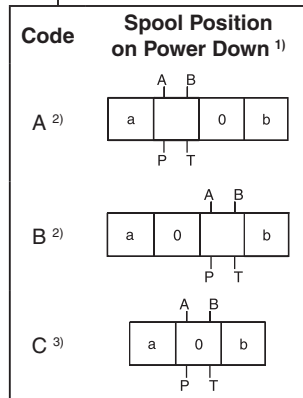 Code Spool Position
on Power Down 1)
A B
A 2) a 0 b
P T
A B
B 2) a 0 b
P T
A B
C 3) a 0 b
P T